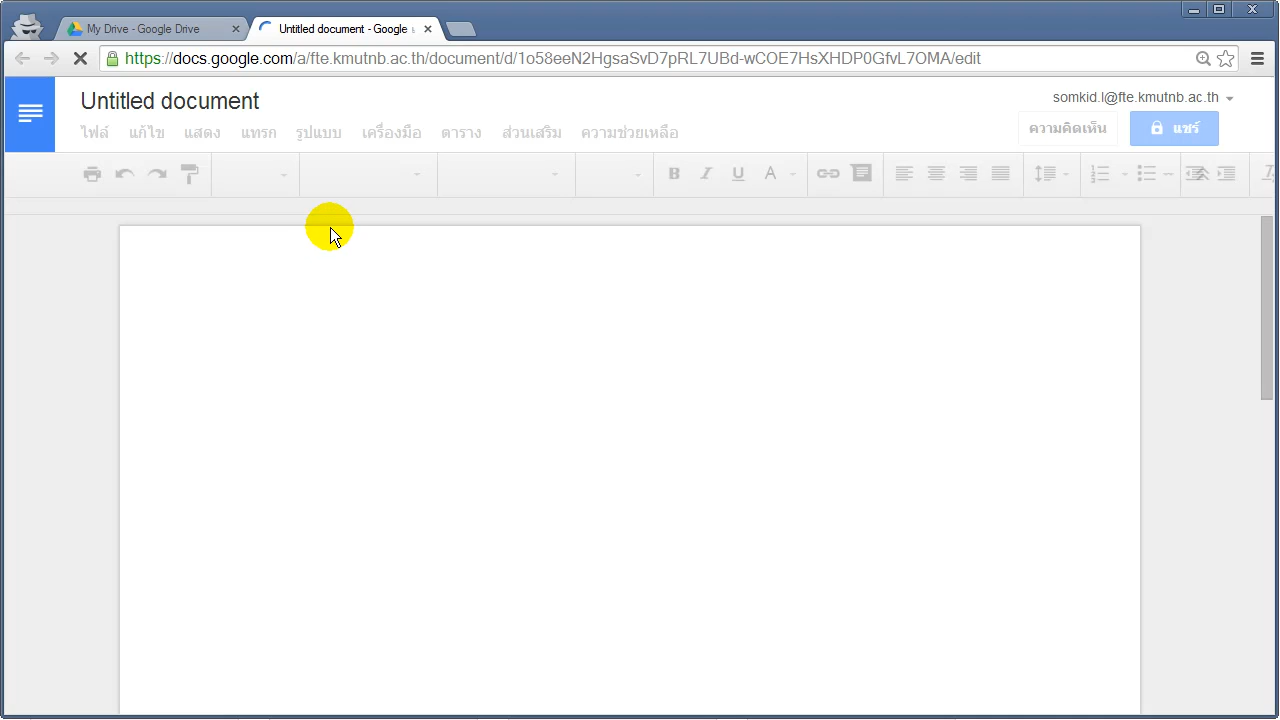 My Drive - Google Drive
Untitled document - Google
https://docs.google.com/a/fte.kmutnb.ac.th/document/d/1o58eeN2HgsaSvD7pRL7UBd-wCOE7HsXHDP0GfvL7OMA/edit
Untitled document
somkid.l@fte.kmutnb.ac.th
ไฟล์ แก้ไข แสดง แทรก รูปแบบ เครื่องมือ ตาราง ส่วนเสริม ความช่วยเหลือ
ความคิดเห็น
แชร์
B I U A